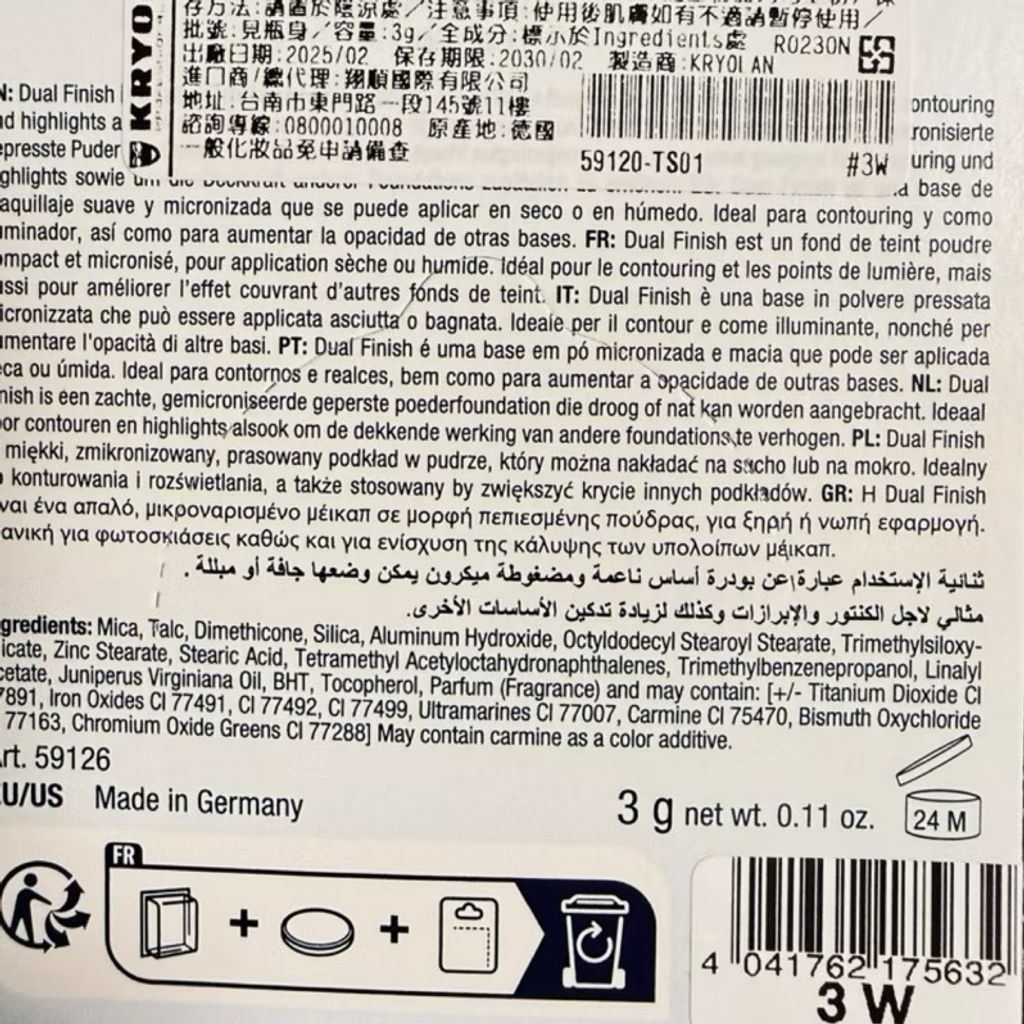 存方法:請置於陰涼處/注意事項:使用後肌膚如有不適請暫停使用/
批號:見瓶身/容量:3g/全成分:標示於Ingredients處 R0230N
出廠日期:2025/02 保存期限:2030/02 製造商:KRYOLAN
進口商/總代理:翔順國際有限公司
地址:台南市東門路一段145號11樓
諮詢專線:0800010008 原產地:德國
一般化妝品免申請備查
KRYO
59120-TS01 #3W
N: Dual Finish
ontouring
nd highlights a
ronisierte
epresste Puder
uring und
ghlights sowie
a base de
aquillaje suave y micronizada que se puede aplicar en seco o en húmedo. Ideal para contouring y como
uminador, así como para aumentar la opacidad de otras bases. FR: Dual Finish est un fond de teint poudre
ompact et micronisé, pour application sèche ou humide. Idéal pour le contouring et les points de lumière, mais
ussi pour améliorer l'effet couvrant d'autres fonds de teint. IT: Dual Finish è una base in polvere pressata
icronizzata che può essere applicata asciutta o bagnata. Ideale per il contour e come illuminante, nonché per
umentare l'opacità di altre basi. PT: Dual Finish é uma base em pó micronizada e macia que pode ser aplicada
eca ou úmida. Ideal para contornos e realces, bem como para aumentar a opacidade de outras bases. NL: Dual
nish is een zachte, gemicroniseerde geperste poederfoundation die droog of nat kan worden aangebracht. Ideaal
oor contouren en highlights alsook om de dekkende werking van andere foundations te verhogen. PL: Dual Finish
miękki, zmikronizowany, prasowany podkład w pudrze, który można nakładać na sucho lub na mokro. Idealny
o konturowania i rozświetlania, a także stosowany by zwiększyć krycie innych podkładów. GR: Η Dual Finish
ναι ένα απαλό, μικροναρισμένο μέικαπ σε μορφή πεπιεσμένης πούδρας, για ξηρή ή νωπή εφαρμογή.
ανική για φωτοσκιάσεις καθώς και για ενίσχυση της κάλυψης των υπολοίπων μέικαπ.
ثنائية الإستخدام عبارة عن بودرة أساس ناعمة ومضغوطة ميكرون يمكن وضعها جافة أو مبللة .
مثالي لاجل الكنتور والإبرازات وكذلك لزيادة تدكين الأساسات الأخرى.
gredients: Mica, Talc, Dimethicone, Silica, Aluminum Hydroxide, Octyldodecyl Stearoyl Stearate, Trimethylsiloxy-
icate, Zinc Stearate, Stearic Acid, Tetramethyl Acetyloctahydronaphthalenes, Trimethylbenzenepropanol, Linalyl
cetate, Juniperus Virginiana Oil, BHT, Tocopherol, Parfum (Fragrance) and may contain: [+/- Titanium Dioxide CI
7891, Iron Oxides CI 77491, CI 77492, CI 77499, Ultramarines CI 77007, Carmine CI 75470, Bismuth Oxychloride
77163, Chromium Oxide Greens CI 77288] May contain carmine as a color additive.
rt. 59126
EU/US Made in Germany
3 g net wt. 0.11 oz.
24 M
FR
4 041762 175632
3 W